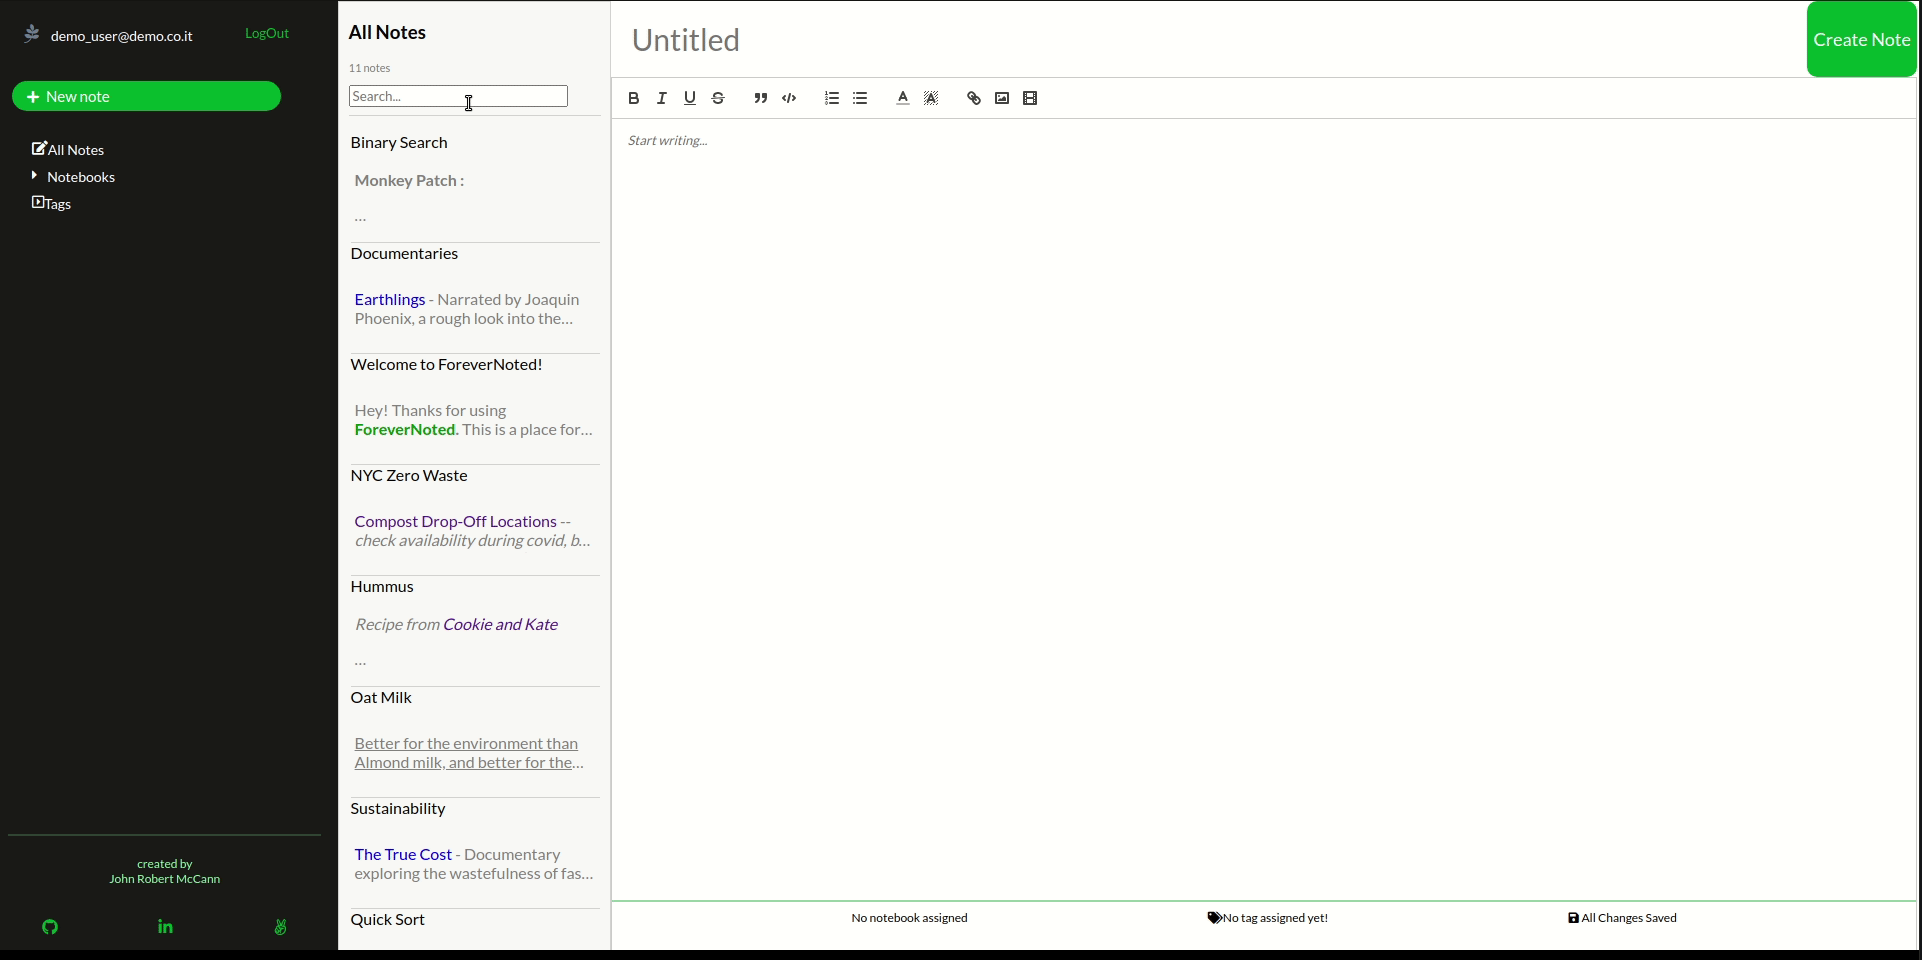 demo_user@demo.co.it
LogOut
New note
All Notes
Notebooks
Tags
created by
John Robert McCann
All Notes
11 notes
Search...
Binary Search
Monkey Patch :
...
Documentaries
Earthlings - Narrated by Joaquin
Phoenix, a rough look into the...
Welcome to ForeverNoted!
Hey! Thanks for using
ForeverNoted. This is a place for...
NYC Zero Waste
Compost Drop-Off Locations --
check availability during covid, b...
Hummus
Recipe from Cookie and Kate
...
Oat Milk
Better for the environment than
Almond milk, and better for the...
Sustainability
The True Cost - Documentary
exploring the wastefulness of fas...
Quick Sort
Untitled
Create Note
Start writing...
No notebook assigned
No tag assigned yet!
All Changes Saved